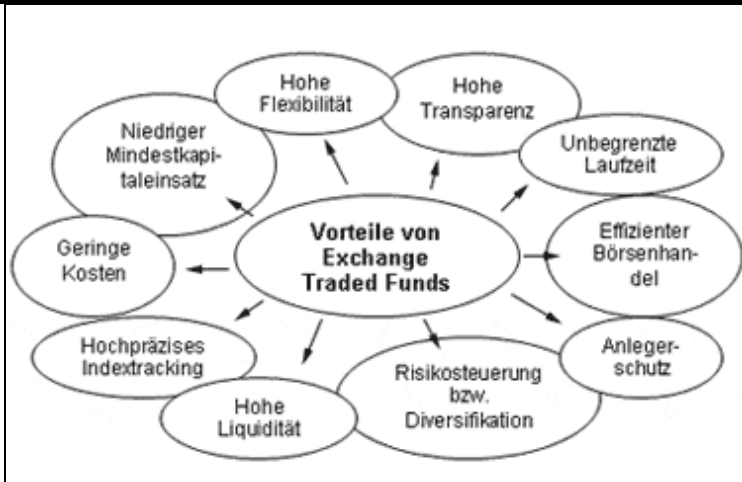 Hohe
Flexibilität
Hohe
Transparenz
Niedriger
Mindestkapi-
taleinsatz
Unbegrenzte
Laufzeit
Vorteile von
Exchange
Traded Funds
Geringe
Kosten
Effizienter
Börsenhan-
del
Hochpräzises
Indextracking
Anleger-
schutz
Hohe
Liquidität
Risikosteuerung
bzw.
Diversifikation